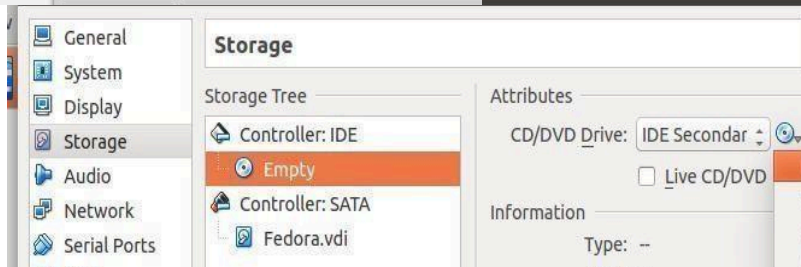 General
System
Display
Storage
Audio
Network
Serial Ports
Storage
Storage Tree
Controller: IDE
Empty
Controller: SATA
Fedora.vdi
Attributes
CD/DVD Drive: IDE Secondar
Live CD/DVD
Information
Type: --